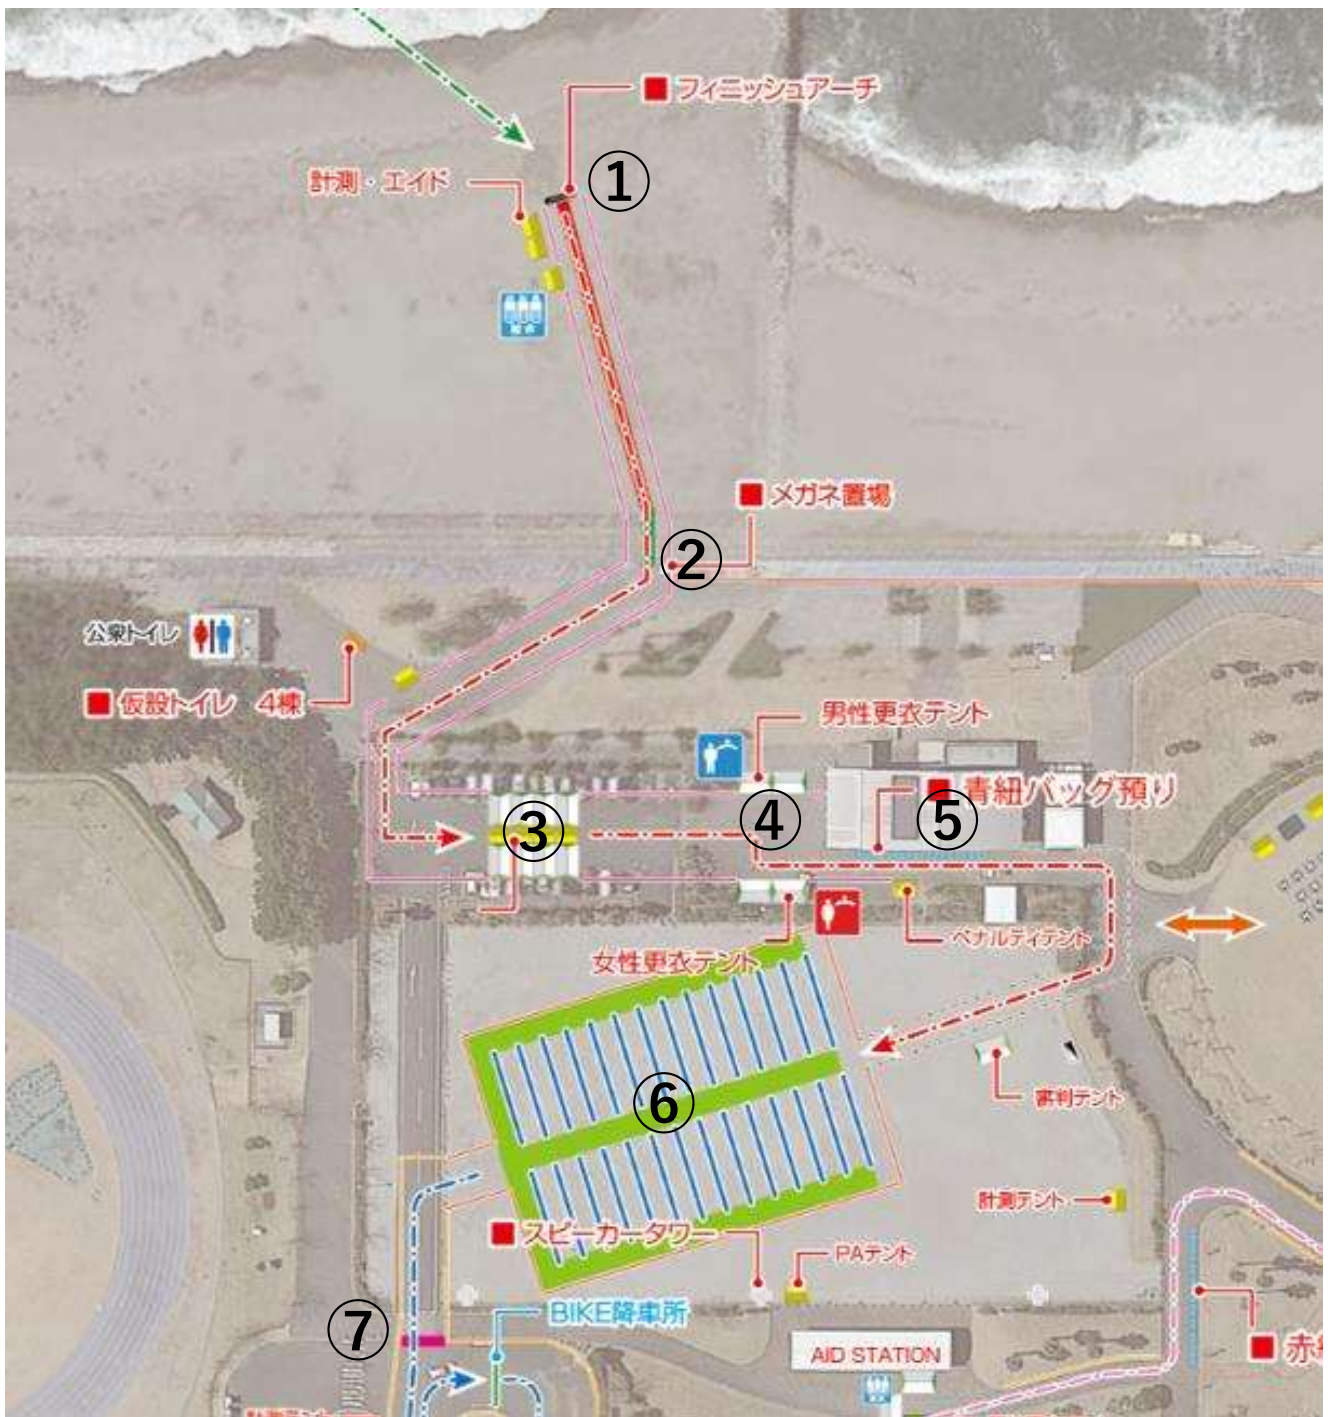 フィニッシュアーチ
①
計測・エイド
給水
メガネ置場
②
公衆トイレ
仮設トイレ 4棟
男性更衣テント
青紐バッグ預り
③
④
⑤
ペナルティテント
女性更衣テント
⑥
審判テント
計測テント
スピーカータワー
PAテント
⑦
BIKE降車所
AID STATION
赤